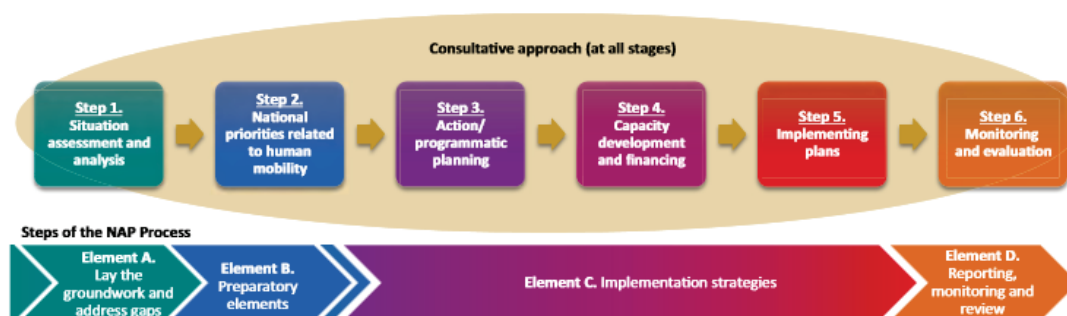 Consultative approach (at all stages)
Step 1.
Situation
assessment and
analysis
Step 2.
National
priorities related
to human
mobility
Step 3.
Action/
programmatic
planning
Step 4.
Capacity
development
and financing
Step 5.
Implementing
plans
Step 6.
Monitoring
and evaluation
Steps of the NAP Process
Element A.
Lay the
groundwork and
address gaps
Element B.
Preparatory
elements
Element C. Implementation strategies
Element D.
Reporting,
monitoring and
review